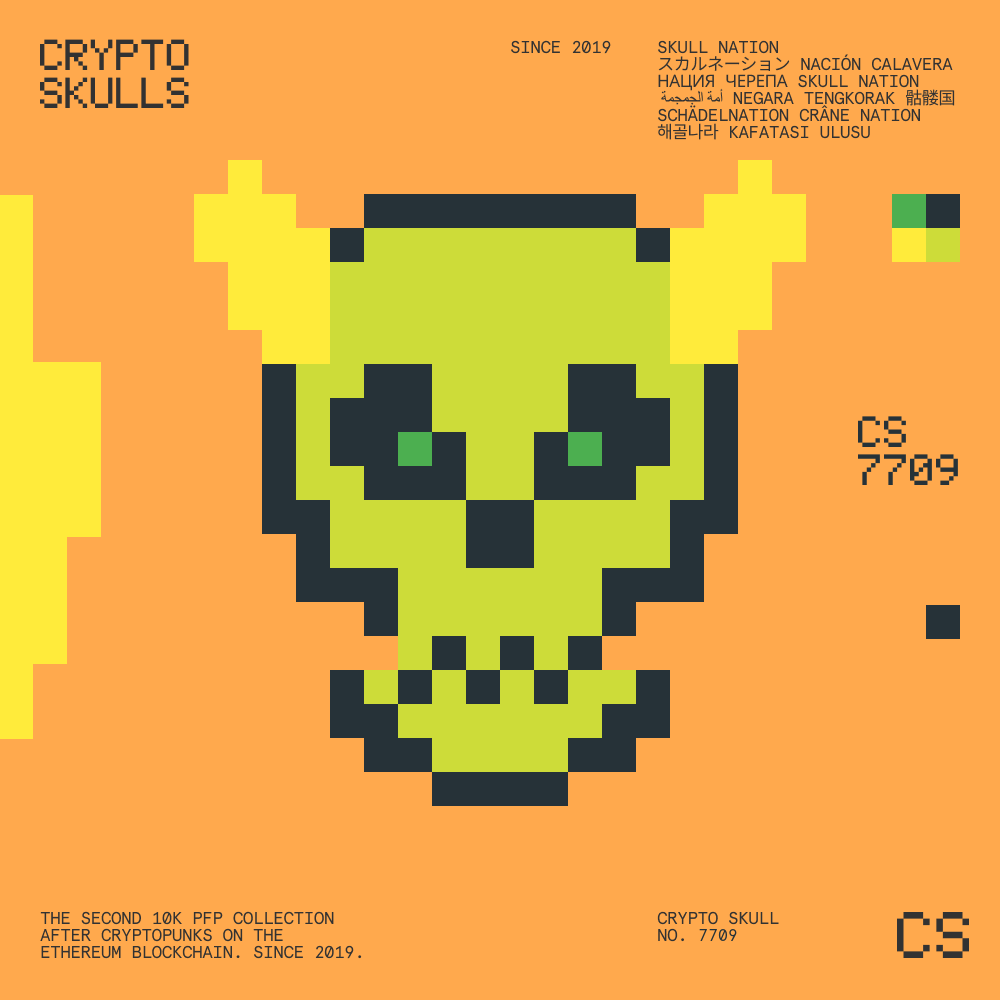 CRYPTO
SKULLS
SINCE 2019
SKULL NATION
スカルネーション NACIÓN CALAVERA
НАЦИЯ ЧЕРЕПА SKULL NATION
أمة الجمجمة NEGARA TENGKORAK 骷髅国
SCHÄDELNATION CRÂNE NATION
해골나라 KAFATASI ULUSU
CS
7709
THE SECOND 10K PFP COLLECTION
AFTER CRYPTOPUNKS ON THE
ETHEREUM BLOCKCHAIN. SINCE 2019.
CRYPTO SKULL
NO. 7709
CS